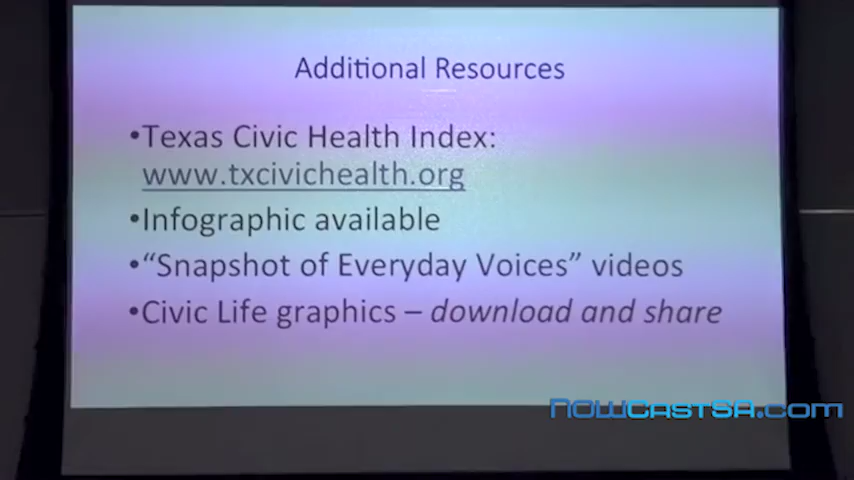 Additional Resources
•Texas Civic Health Index:
www.txcivichealth.org
•Infographic available
•“Snapshot of Everyday Voices” videos
•Civic Life graphics – download and share
NOWCASTSA.COM